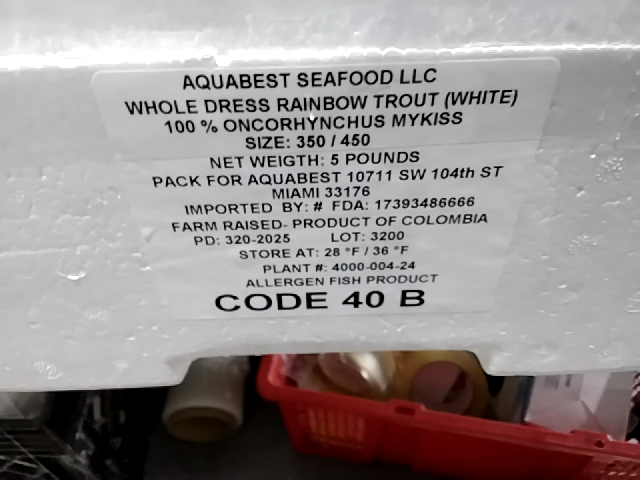 AQUABEST SEAFOOD LLC
WHOLE DRESS RAINBOW TROUT (WHITE)
100 % ONCORHYNCHUS MYKISS
SIZE: 350 / 450
NET WEIGTH: 5 POUNDS
PACK FOR AQUABEST 10711 SW 104th ST
MIAMI 33176
IMPORTED BY: # FDA: 17393486666
FARM RAISED- PRODUCT OF COLOMBIA
PD: 320-2025 LOT: 3200
STORE AT: 28 °F / 36 °F
PLANT #: 4000-004-24
ALLERGEN FISH PRODUCT
CODE 40 B